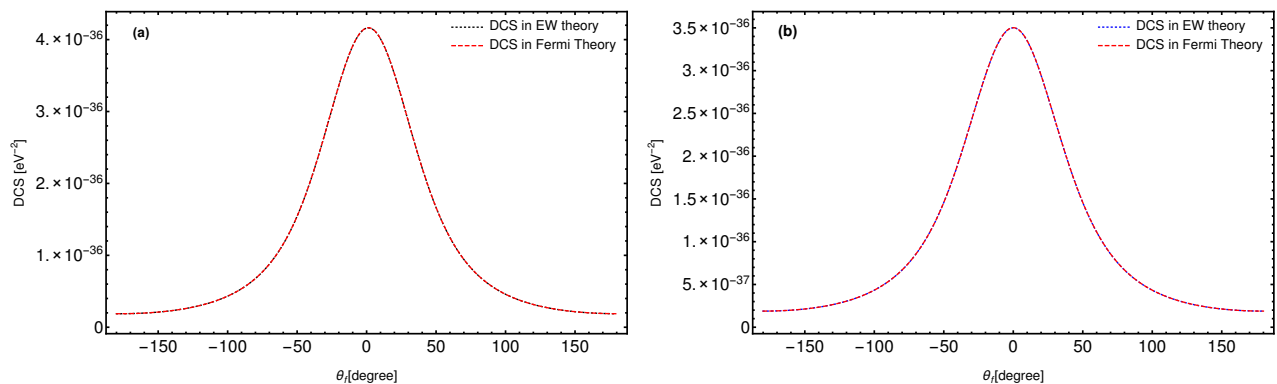 (a)
DCS in EW theory
DCS in Fermi Theory
4.×10⁻³⁶
3.×10⁻³⁶
2.×10⁻³⁶
1.×10⁻³⁶
0
DCS [eV⁻²]
−150 −100 −50 0 50 100 150
θf[degree]
(b)
DCS in EW theory
DCS in Fermi Theory
3.5×10⁻³⁶
3.×10⁻³⁶
2.5×10⁻³⁶
2.×10⁻³⁶
1.5×10⁻³⁶
1.×10⁻³⁶
5.×10⁻³⁷
0
DCS [eV⁻²]
−150 −100 −50 0 50 100 150
θf[degree]